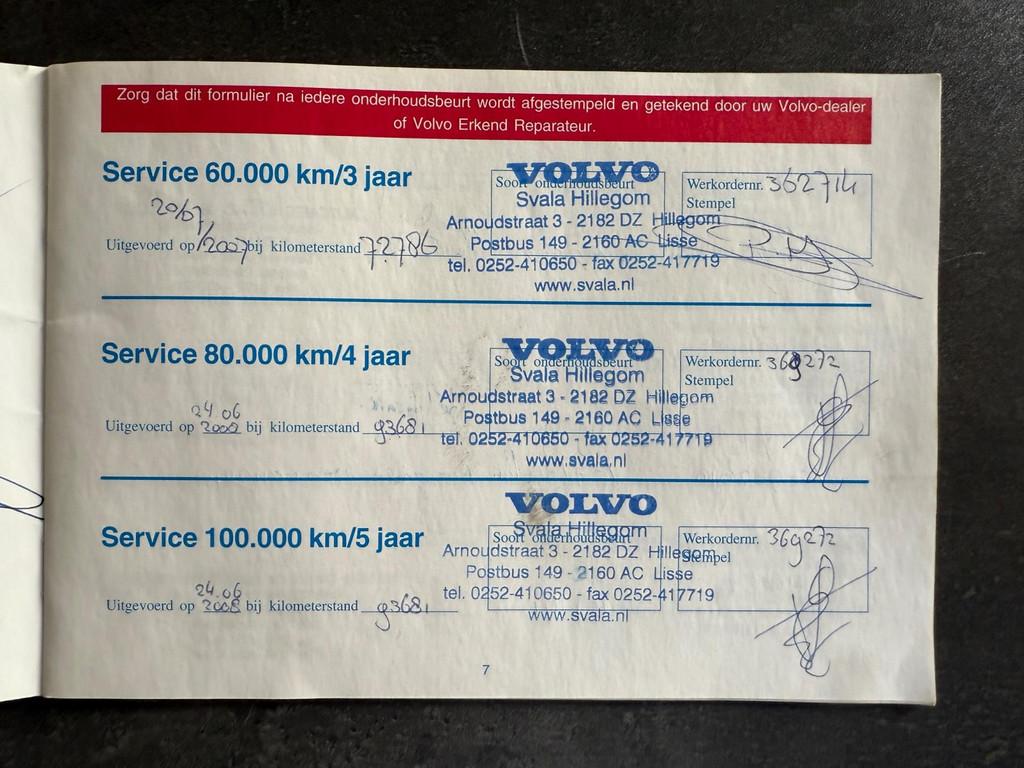 Zorg dat dit formulier na iedere onderhoudsbeurt wordt afgestempeld en getekend door uw Volvo-dealer
of Volvo Erkend Reparateur.
Service 60.000 km/3 jaar
20/07
Uitgevoerd op /2007 bij kilometerstand 72786
VOLVO
Soort onderhoudsbeurt
Svala Hillegom
Arnoudstraat 3 - 2182 DZ Hillegom
Postbus 149 - 2160 AC Lisse
tel. 0252-410650 - fax 0252-417719
www.svala.nl
Werkordernr. 362714
Stempel
Service 80.000 km/4 jaar
24 06
Uitgevoerd op 2008 bij kilometerstand 93681
VOLVO
Soort onderhoudsbeurt
Svala Hillegom
Arnoudstraat 3 - 2182 DZ Hillegom
Postbus 149 - 2160 AC Lisse
tel. 0252-410650 - fax 0252-417719
www.svala.nl
Werkordernr. 369272
Stempel
Service 100.000 km/5 jaar
24.06
Uitgevoerd op 2008 bij kilometerstand 93681
VOLVO
Svala Hillegom
Soort onderhoudsbeurt
Arnoudstraat 3 - 2182 DZ Hillegom
Postbus 149 - 2160 AC Lisse
tel. 0252-410650 - fax 0252-417719
www.svala.nl
Werkordernr. 369272
Stempel
7